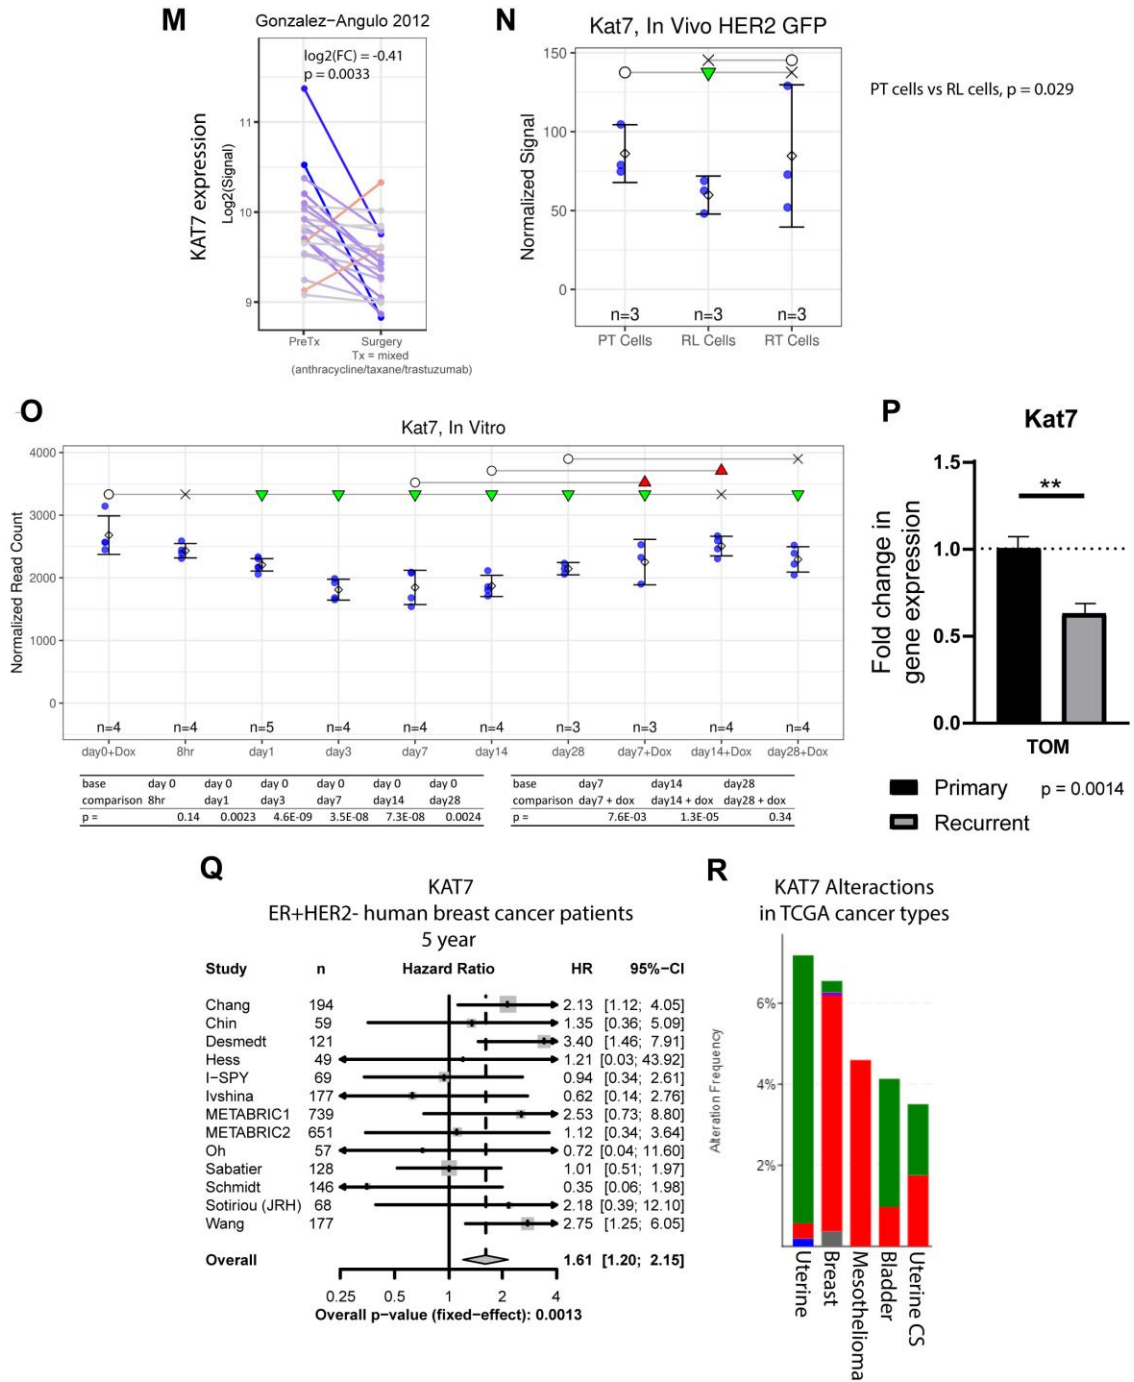 M
Gonzalez−Angulo 2012
log2(FC) = -0.41
p = 0.0033
KAT7 expression
Log2(Signal)
11
10
9
PreTx
Surgery
Tx = mixed
(anthracycline/taxane/trastuzumab)
N
Kat7, In Vivo HER2 GFP
PT cells vs RL cells, p = 0.029
Normalized Signal
150
100
50
0
n=3 n=3 n=3
PT Cells RL Cells RT Cells
O
Kat7, In Vitro
Normalized Read Count
4000
3000
2000
1000
0
n=4 n=4 n=5 n=4 n=4 n=4 n=3 n=3 n=4 n=4
day0+Dox 8hr day1 day3 day7 day14 day28 day7+Dox day14+Dox day28+Dox
base day 0 day 0 day 0 day 0 day 0 day 0
comparison 8hr day1 day3 day7 day14 day28
p = 0.14 0.0023 4.6E-09 3.5E-08 7.3E-08 0.0024
base day7 day14 day28
comparison day7 + dox day14 + dox day28 + dox
p = 7.6E-03 1.3E-05 0.34
P
Kat7
Fold change in
gene expression
1.5
1.0
0.5
0.0
**
TOM
Primary p = 0.0014
Recurrent
Q
KAT7
ER+HER2- human breast cancer patients
5 year
Study n Hazard Ratio HR 95%−CI
Chang 194 2.13 [1.12; 4.05]
Chin 59 1.35 [0.36; 5.09]
Desmedt 121 3.40 [1.46; 7.91]
Hess 49 1.21 [0.03; 43.92]
I−SPY 69 0.94 [0.34; 2.61]
Ivshina 177 0.62 [0.14; 2.76]
METABRIC1 739 2.53 [0.73; 8.80]
METABRIC2 651 1.12 [0.34; 3.64]
Oh 57 0.72 [0.04; 11.60]
Sabatier 128 1.01 [0.51; 1.97]
Schmidt 146 0.35 [0.06; 1.98]
Sotiriou (JRH) 68 2.18 [0.39; 12.10]
Wang 177 2.75 [1.25; 6.05]
Overall 1.61 [1.20; 2.15]
0.25 0.5 1 2 4
Overall p−value (fixed−effect): 0.0013
R
KAT7 Alteractions
in TCGA cancer types
Alteration Frequency
6%
4%
2%
Uterine
Breast
Mesothelioma
Bladder
Uterine CS